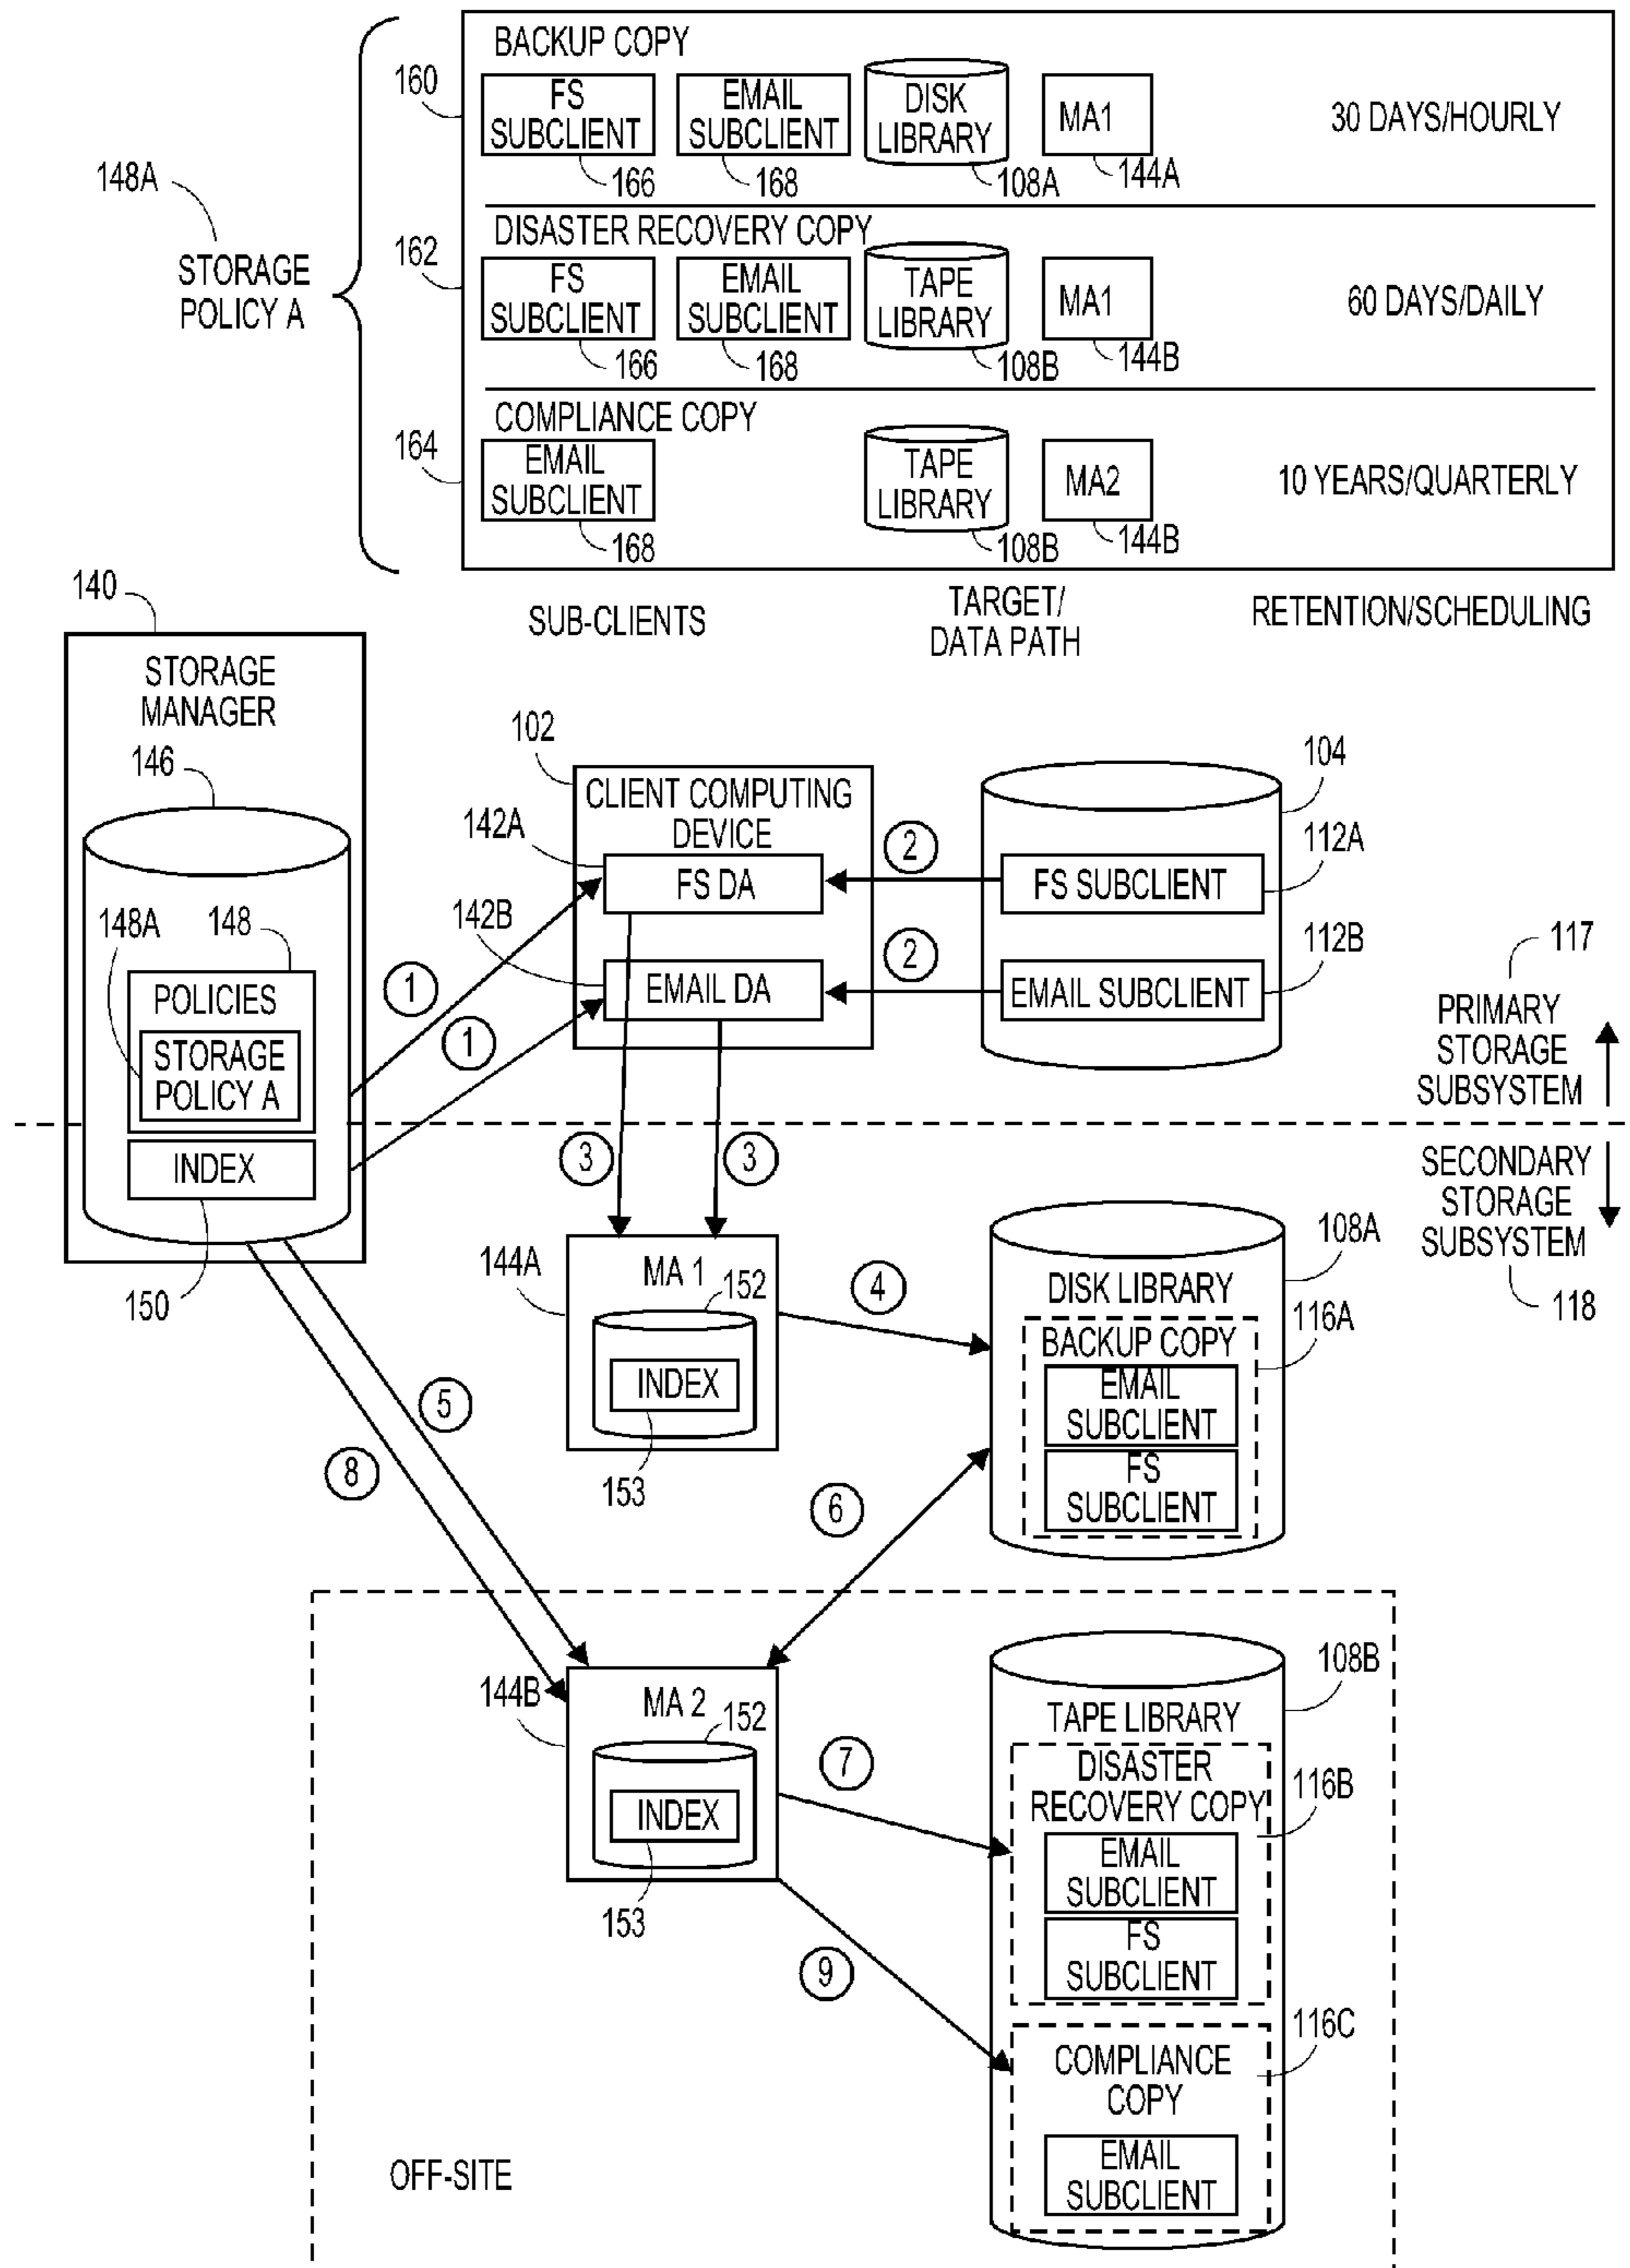 BACKUP COPY
160
FS
SUBCLIENT
166
EMAIL
SUBCLIENT
168
DISK
LIBRARY
108A
MA1
144A
30 DAYS/HOURLY
148A
STORAGE
POLICY A
DISASTER RECOVERY COPY
162
FS
SUBCLIENT
166
EMAIL
SUBCLIENT
168
TAPE
LIBRARY
108B
MA1
144B
60 DAYS/DAILY
COMPLIANCE COPY
164
EMAIL
SUBCLIENT
168
TAPE
LIBRARY
108B
MA2
144B
10 YEARS/QUARTERLY
SUB-CLIENTS
TARGET/
DATA PATH
RETENTION/SCHEDULING
140
STORAGE
MANAGER
146
148A
148
POLICIES
STORAGE
POLICY A
INDEX
150
102
CLIENT COMPUTING
DEVICE
142A
FS DA
142B
EMAIL DA
1
1
2
2
104
FS SUBCLIENT
112A
EMAIL SUBCLIENT
112B
117
PRIMARY
STORAGE
SUBSYSTEM
SECONDARY
STORAGE
SUBSYSTEM
118
3
3
144A
MA 1
152
INDEX
153
4
108A
DISK LIBRARY
116A
BACKUP COPY
EMAIL
SUBCLIENT
FS
SUBCLIENT
5
8
6
144B
MA 2
152
INDEX
153
7
9
108B
TAPE LIBRARY
DISASTER
RECOVERY COPY
116B
EMAIL
SUBCLIENT
FS
SUBCLIENT
116C
COMPLIANCE
COPY
EMAIL
SUBCLIENT
OFF-SITE